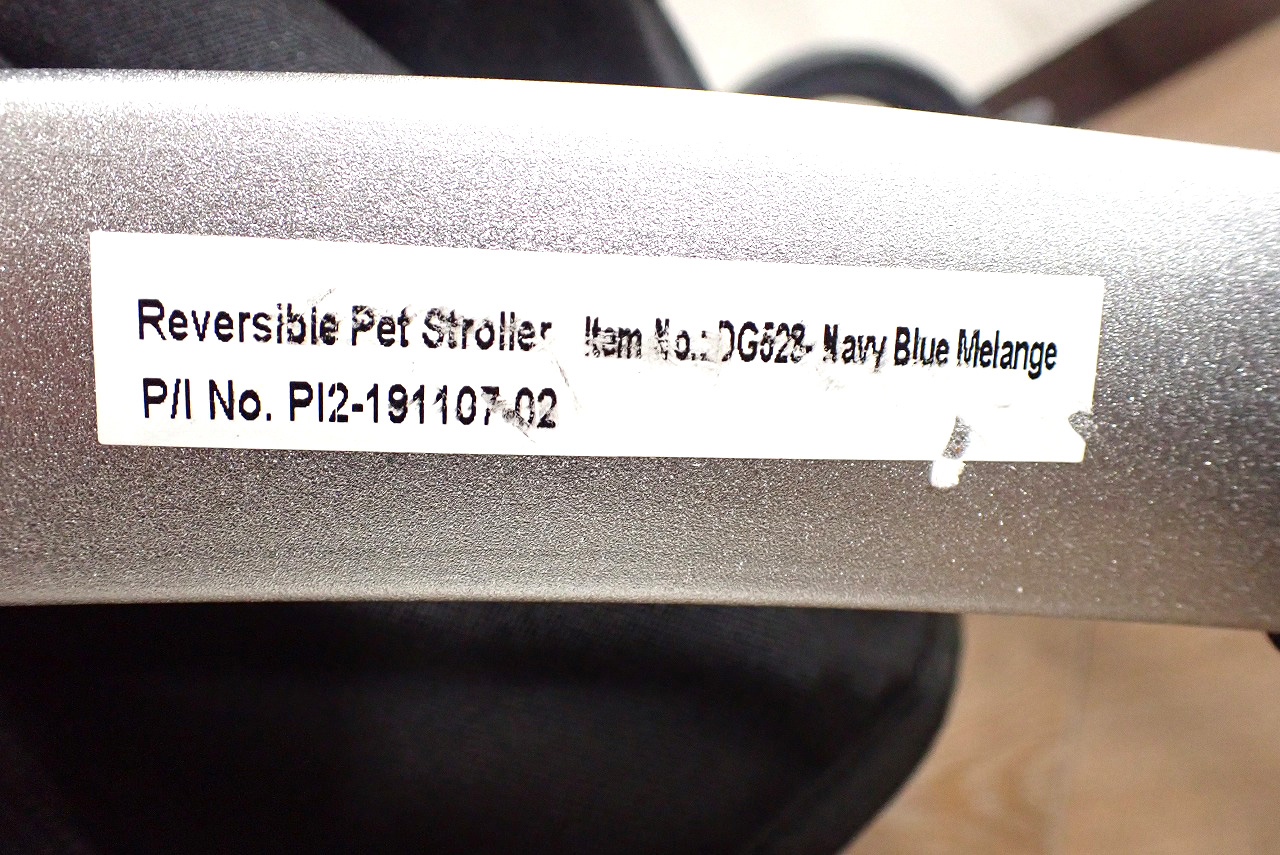 Reversible Pet Stroller Item No.: DG528- Navy Blue Melange
P/I No. PI2-191107-02